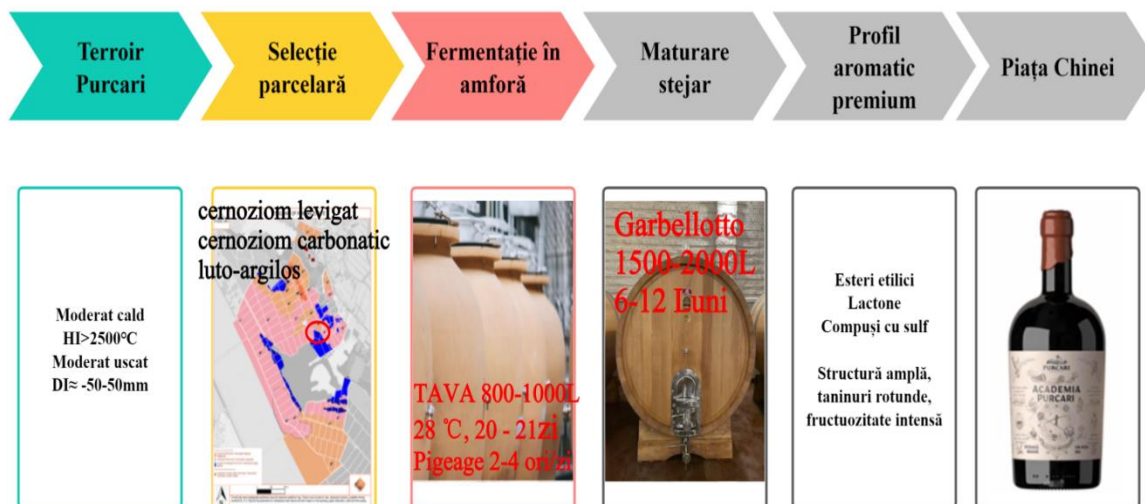 Terroir
Purcari
Selecție
parcelară
Fermentație în
amforă
Maturare
stejar
Profil
aromatic
premium
Piața Chinei
Moderat cald
HI>2500°C
Moderat uscat
DI≈ -50-50mm
cernoziom levigat
cernoziom carbonatic
luto-argilos
TAVA 800-1000L
28 ℃, 20 - 21zi
Pigeage 2-4 ori/zi
Garbellotto
1500-2000L
6-12 Luni
Esteri etilici
Lactone
Compuși cu sulf
Structură amplă,
taninuri rotunde,
fructuozitate intensă
PURCARI
ACADEMIA
PURCARI